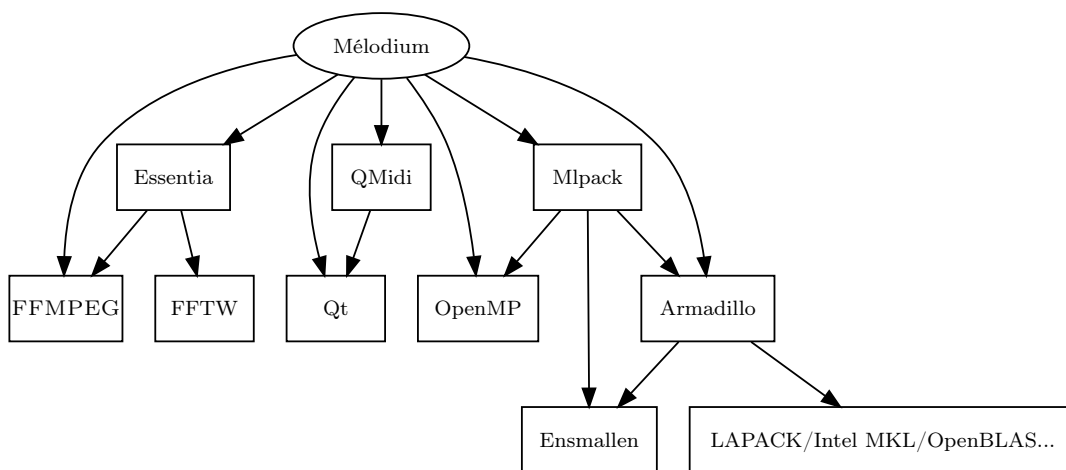 Mélodium
Essentia
QMidi
Mlpack
FFMPEG
FFTW
Qt
OpenMP
Armadillo
Ensmallen
LAPACK/Intel MKL/OpenBLAS...